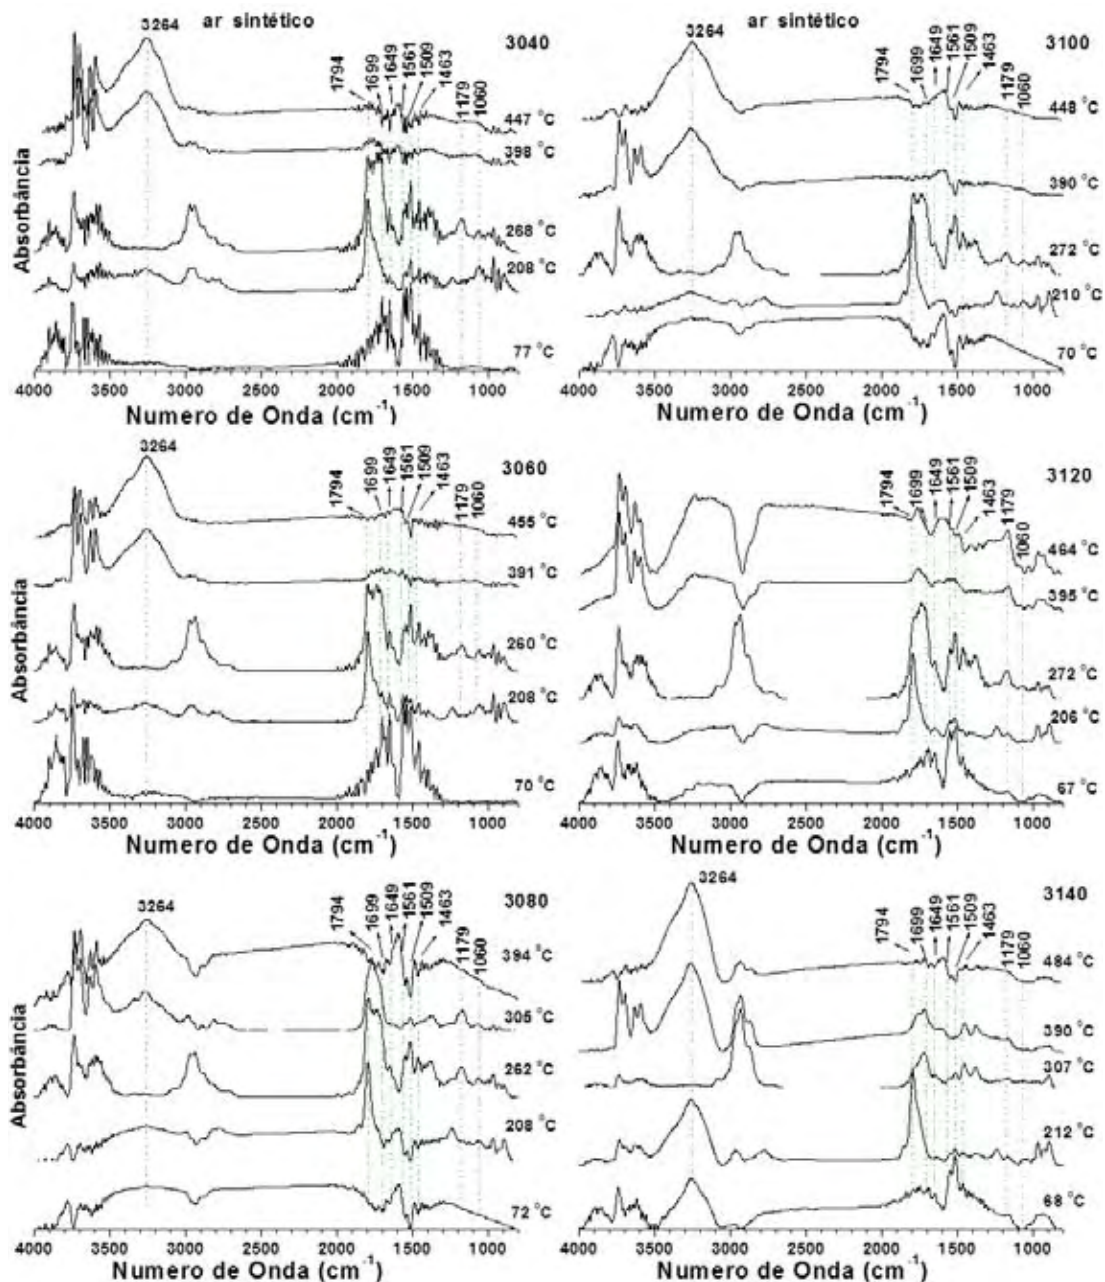 ar sintético
3264
3040
1794
1699
1649
1561
1509
1463
1179
1060
447 °C
398 °C
268 °C
208 °C
77 °C
Absorbância
4000 3500 3000 2500 2000 1500 1000
Numero de Onda (cm⁻¹)
ar sintético
3264
3100
1794
1699
1649
1561
1509
1463
1179
1060
448 °C
390 °C
272 °C
210 °C
70 °C
4000 3500 3000 2500 2000 1500 1000
Numero de Onda (cm⁻¹)
3264
3060
1794
1699
1649
1561
1509
1463
1179
1060
455 °C
391 °C
260 °C
208 °C
70 °C
Absorbância
4000 3500 3000 2500 2000 1500 1000
Numero de Onda (cm⁻¹)
3120
1794
1699
1649
1561
1509
1463
1179
1060
464 °C
395 °C
272 °C
206 °C
67 °C
4000 3500 3000 2500 2000 1500 1000
Numero de Onda (cm⁻¹)
3264
3080
1794
1699
1649
1561
1509
1463
1179
1060
394 °C
305 °C
262 °C
208 °C
72 °C
Absorbância
4000 3500 3000 2500 2000 1500 1000
Numero de Onda (cm⁻¹)
3264
3140
1794
1699
1649
1561
1509
1463
1179
1060
484 °C
390 °C
307 °C
212 °C
68 °C
4000 3500 3000 2500 2000 1500 1000
Numero de Onda (cm⁻¹)